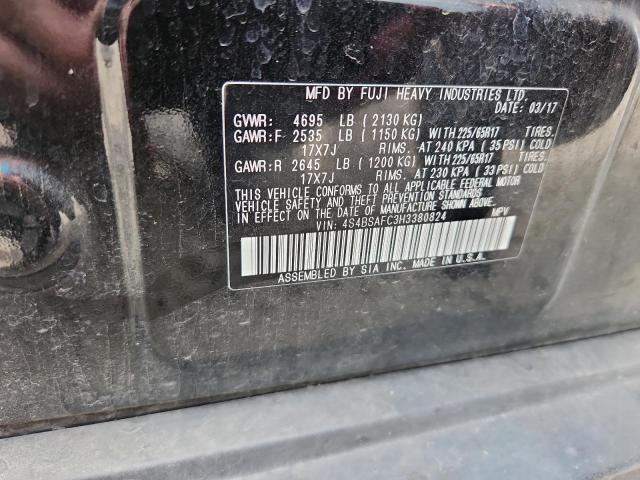 MFD BY FUJI HEAVY INDUSTRIES LTD.
DATE: 03/17
GVWR: 4695 LB (2130 KG)
GAWR:F 2535 LB (1150 KG) WITH 225/65R17 TIRES,
17X7J RIMS, AT 240 KPA (35 PSI) COLD
GAWR:R 2645 LB (1200 KG) WITH 225/65R17 TIRES,
17X7J RIMS, AT 230 KPA (33 PSI) COLD
THIS VEHICLE CONFORMS TO ALL APPLICABLE FEDERAL MOTOR
VEHICLE SAFETY AND THEFT PREVENTION STANDARDS
IN EFFECT ON THE DATE OF MANUFACTURE SHOWN ABOVE.
VIN: 4S4BSAFC3H3380824 MPV
ASSEMBLED BY SIA INC. MADE IN U.S.A.